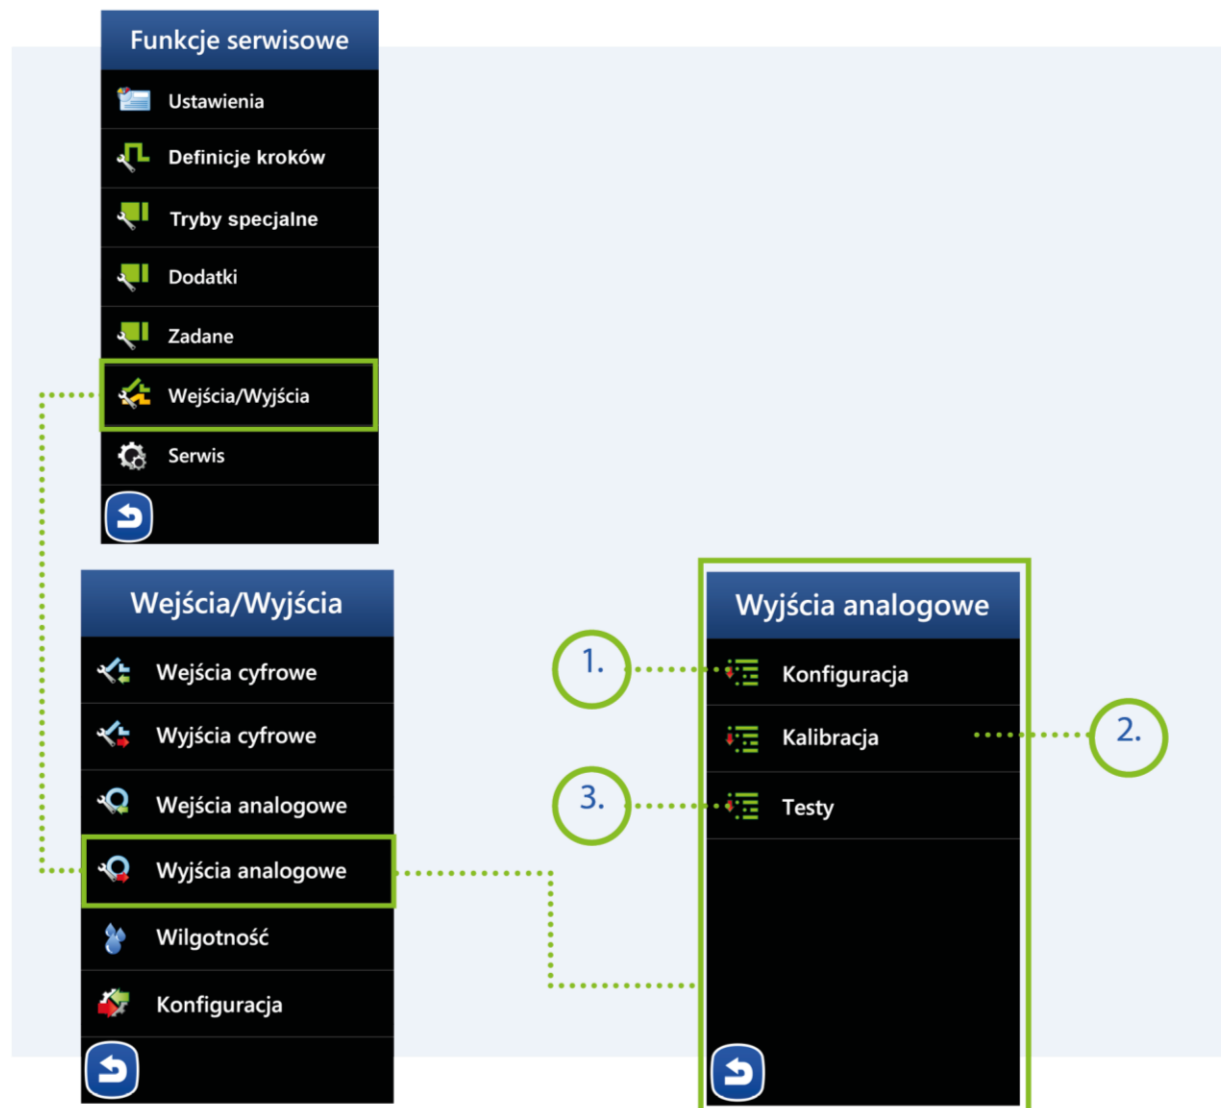 Funkcje serwisowe
Ustawienia
Definicje kroków
Tryby specjalne
Dodatki
Zadane
Wejścia/Wyjścia
Serwis
Wejścia/Wyjścia
Wejścia cyfrowe
Wyjścia cyfrowe
Wejścia analogowe
Wyjścia analogowe
Wilgotność
Konfiguracja
Wyjścia analogowe
1.
Konfiguracja
Kalibracja
2.
3.
Testy